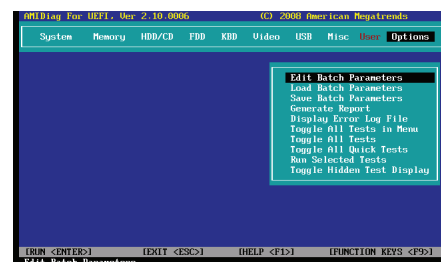 AMIDiag For UEFI, Ver 2.10.0006 (C) 2008 American Megatrends
System Memory HDD/CD FDD KBD Video USB Misc User Options
Edit Batch Parameters
Load Batch Parameters
Save Batch Parameters
Generate Report
Display Error Log File
Toggle All Tests in Menu
Toggle All Tests
Toggle All Quick Tests
Run Selected Tests
Toggle Hidden Test Display
[RUN <ENTER>] [EXIT <ESC>] [HELP <F1>] [FUNCTION KEYS <F9>]
Edit Batch Parameters